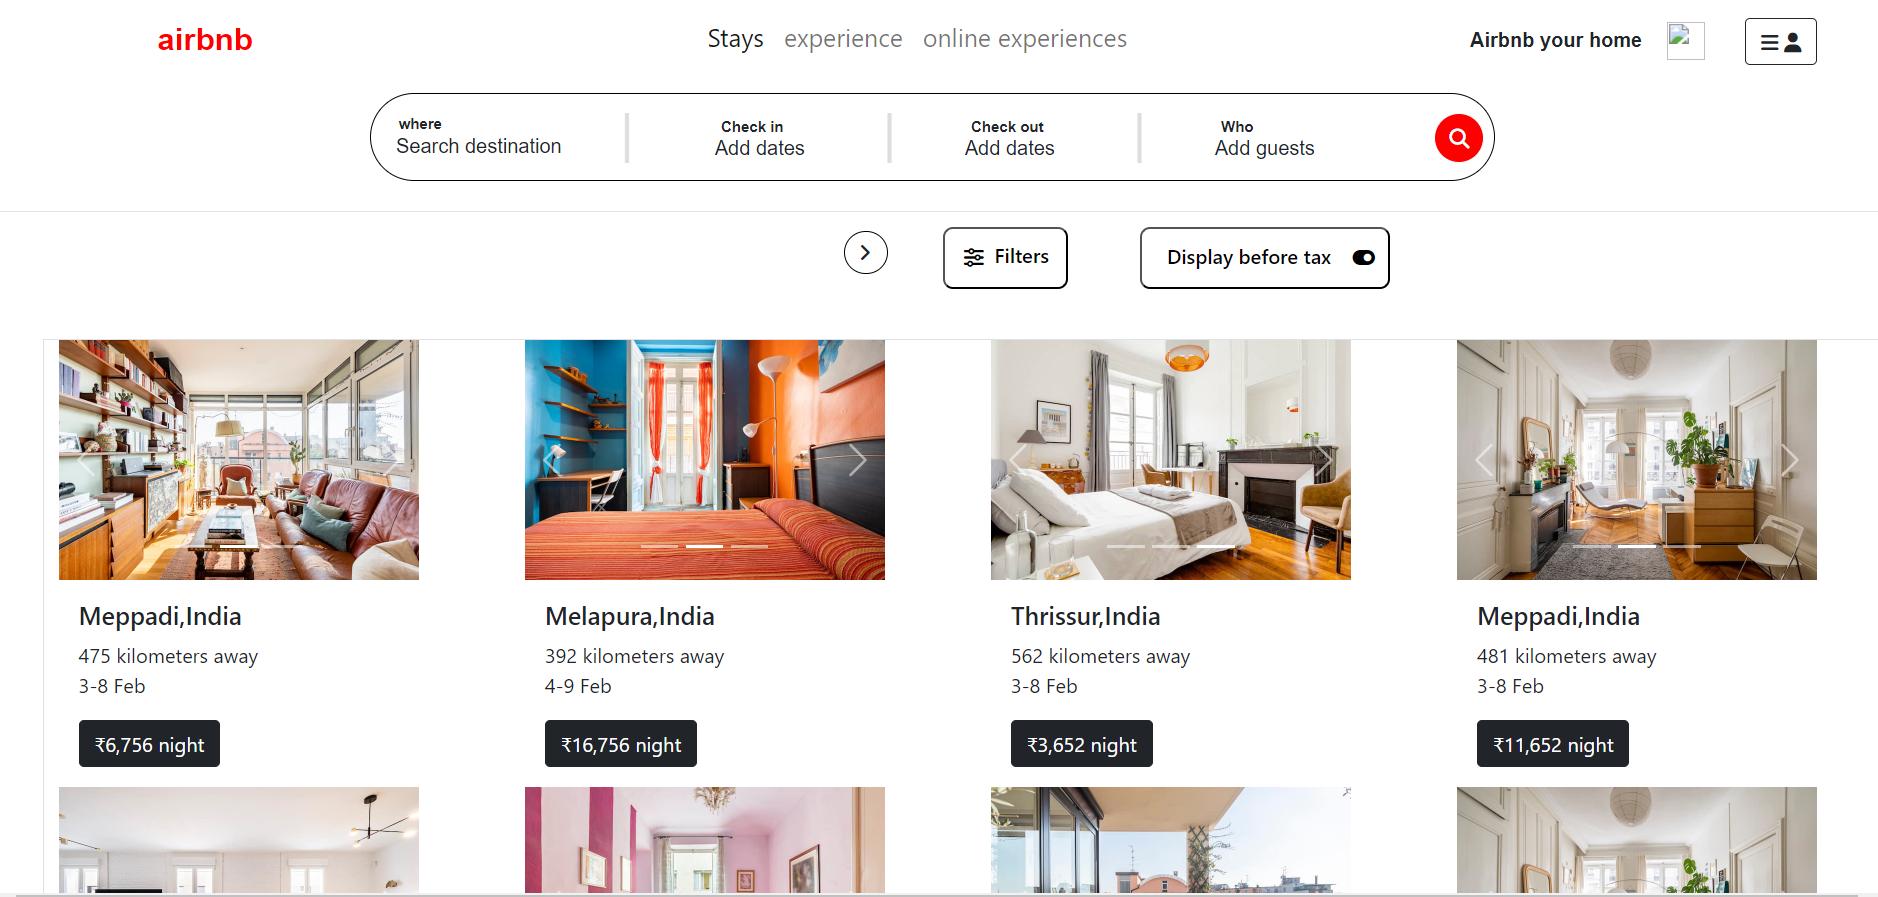 airbnb
Stays experience online experiences
Airbnb your home
where
Search destination
Check in
Add dates
Check out
Add dates
Who
Add guests
Filters
Display before tax
Meppadi,India
475 kilometers away
3-8 Feb
₹6,756 night
Melapura,India
392 kilometers away
4-9 Feb
₹16,756 night
Thrissur,India
562 kilometers away
3-8 Feb
₹3,652 night
Meppadi,India
481 kilometers away
3-8 Feb
₹11,652 night